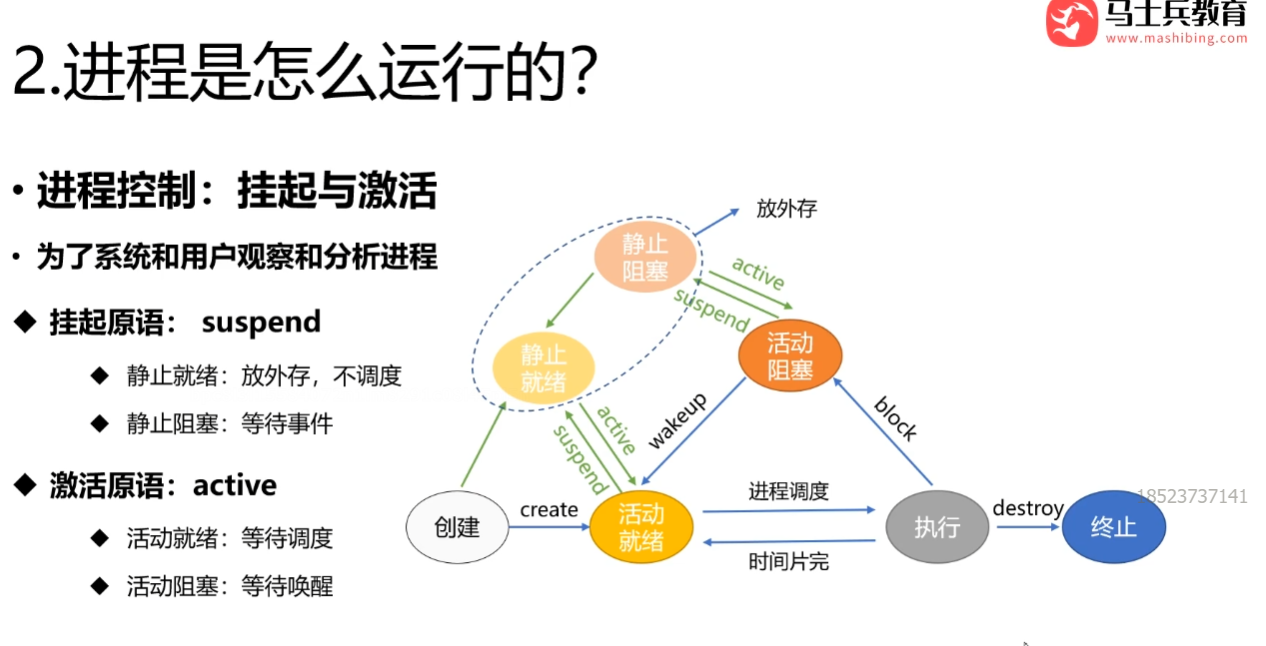 马士兵教育
www.mashibing.com
2.进程是怎么运行的？
• 进程控制：挂起与激活
• 为了系统和用户观察和分析进程
◆ 挂起原语： suspend
◆ 静止就绪：放外存，不调度
◆ 静止阻塞：等待事件
◆ 激活原语：active
◆ 活动就绪：等待调度
◆ 活动阻塞：等待唤醒
放外存
静止
阻塞
active
suspend
活动
阻塞
静止
就绪
active
suspend
wakeup
block
创建
create
活动
就绪
进程调度
时间片完
执行
destroy
终止
18523737141